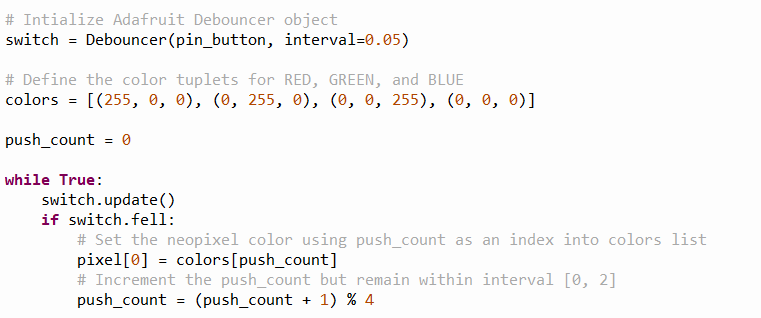 # Intialize Adafruit Debouncer object
switch = Debouncer(pin_button, interval=0.05)
# Define the color tuplets for RED, GREEN, and BLUE
colors = [(255, 0, 0), (0, 255, 0), (0, 0, 255), (0, 0, 0)]
push_count = 0
while True:
    switch.update()
    if switch.fell:
        # Set the neopixel color using push_count as an index into colors list
        pixel[0] = colors[push_count]
        # Increment the push_count but remain within interval [0, 2]
        push_count = (push_count + 1) % 4